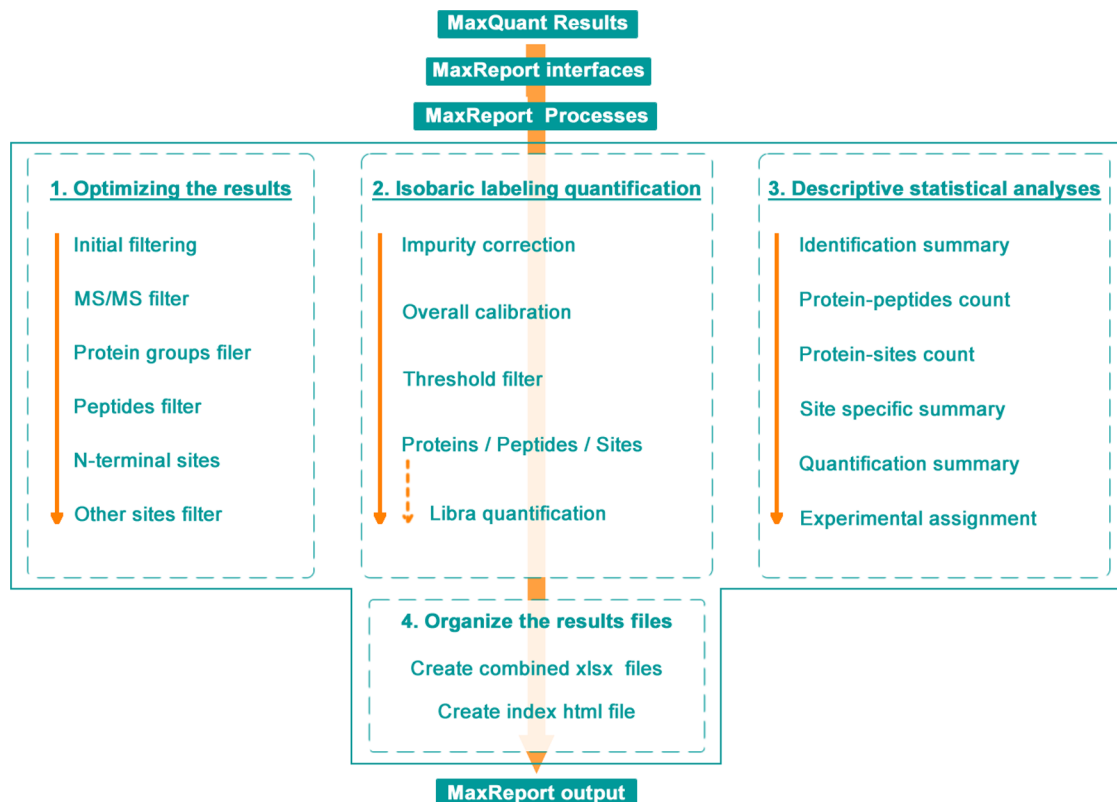 MaxQuant Results
MaxReport interfaces
MaxReport Processes
1. Optimizing the results
Initial filtering
MS/MS filter
Protein groups filer
Peptides filter
N-terminal sites
Other sites filter
2. Isobaric labeling quantification
Impurity correction
Overall calibration
Threshold filter
Proteins / Peptides / Sites
Libra quantification
3. Descriptive statistical analyses
Identification summary
Protein-peptides count
Protein-sites count
Site specific summary
Quantification summary
Experimental assignment
4. Organize the results files
Create combined xlsx files
Create index html file
MaxReport output